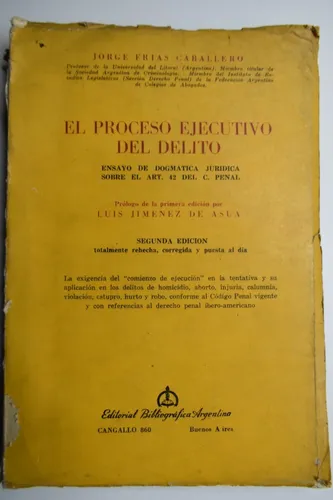 JORGE FRIAS CABALLERO
Profesor de la Universidad del Litoral (Argentina). Miembro titular de
la Sociedad Argentina de Criminología. Miembro del Instituto de Es-
tudios Legislativos (Sección Derecho Penal) de la Federación Argentina
de Colegios de Abogados.
EL PROCESO EJECUTIVO
DEL DELITO
ENSAYO DE DOGMATICA JURIDICA
SOBRE EL ART. 42 DEL C. PENAL
Prólogo de la primera edición por
LUIS JIMENEZ DE ASUA
SEGUNDA EDICION
totalmente rehecha, corregida y puesta al día
La exigencia del "comienzo de ejecución" en la tentativa y su
aplicación en los delitos de homicidio, aborto, injuria, calumnia,
violación, estupro, hurto y robo, conforme al Código Penal vigente
y con referencias al derecho penal ibero-americano
Editorial Bibliográfica Argentina
CANGALLO 860 Buenos Aires